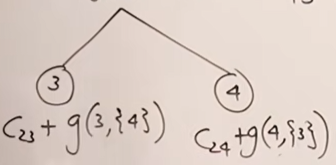 3 4
C₂₃ + g(3,{4}) C₂₄+g(4,{3})